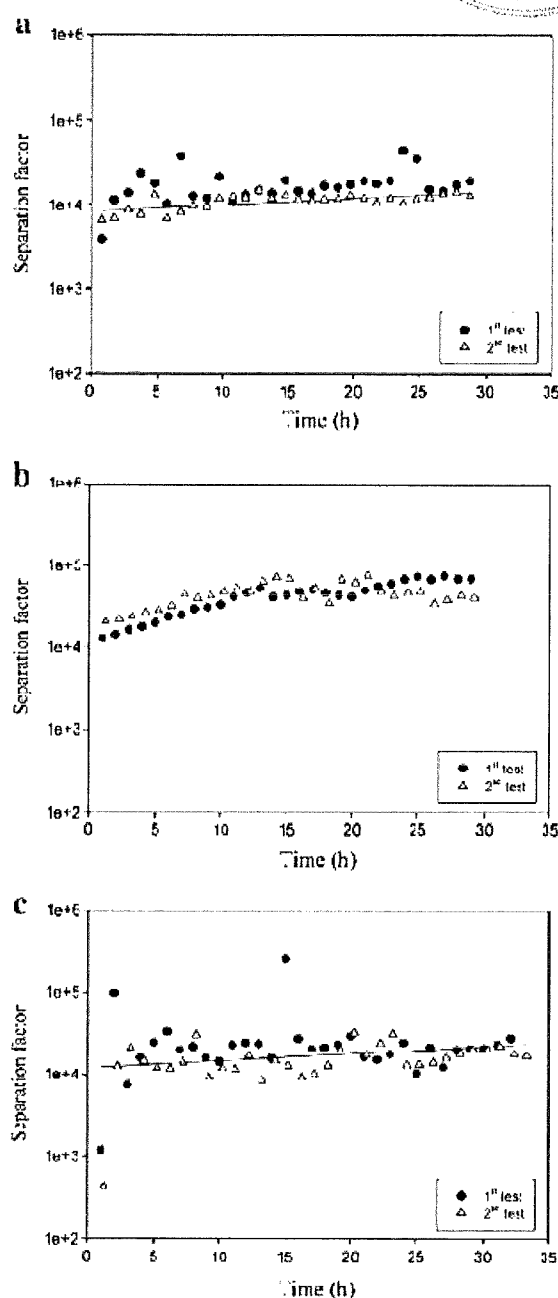 a
1e+6
1e+5
1e+4
1e+3
1e+2
Separation factor
0 5 10 15 20 25 30 35
Time (h)
1st test
2nd test
b
1e+6
1e+5
1e+4
1e+3
1e+2
Separation factor
0 5 10 15 20 25 30 35
Time (h)
1st test
2nd test
c
1e+6
1e+5
1e+4
1e+3
1e+2
Separation factor
0 5 10 15 20 25 30 35
Time (h)
1st test
2nd test